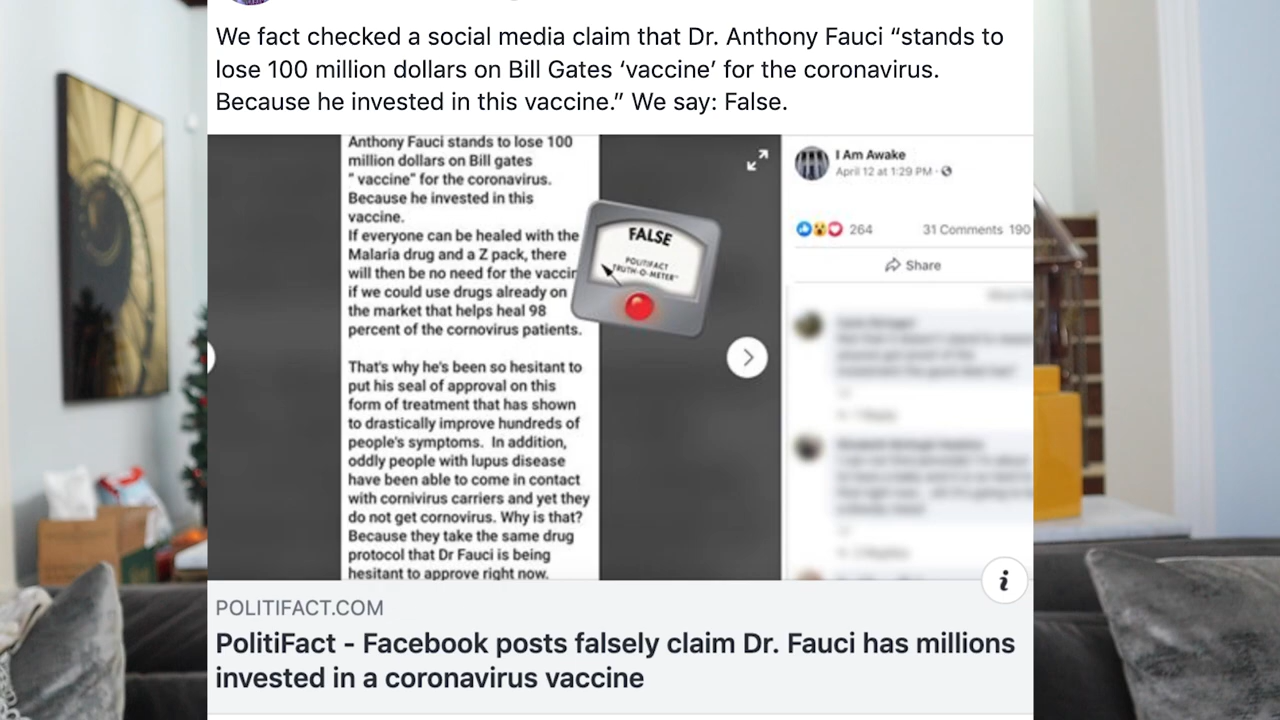 We fact checked a social media claim that Dr. Anthony Fauci “stands to
lose 100 million dollars on Bill Gates ‘vaccine’ for the coronavirus.
Because he invested in this vaccine.” We say: False.
Anthony Fauci stands to lose 100
million dollars on Bill gates
" vaccine" for the coronavirus.
Because he invested in this
vaccine.
If everyone can be healed with the
Malaria drug and a Z pack, there
will then be no need for the vaccin
if we could use drugs already on
the market that helps heal 98
percent of the cornovirus patients.
That's why he's been so hesitant to
put his seal of approval on this
form of treatment that has shown
to drastically improve hundreds of
people's symptoms. In addition,
oddly people with lupus disease
have been able to come in contact
with cornivirus carriers and yet they
do not get cornovirus. Why is that?
Because they take the same drug
protocol that Dr Fauci is being
hesitant to approve right now.
FALSE
POLITIFACT
TRUTH-O-METER™
I Am Awake
April 12 at 1:29 PM ·
264
31 Comments 190
Share
POLITIFACT.COM
PolitiFact - Facebook posts falsely claim Dr. Fauci has millions
invested in a coronavirus vaccine